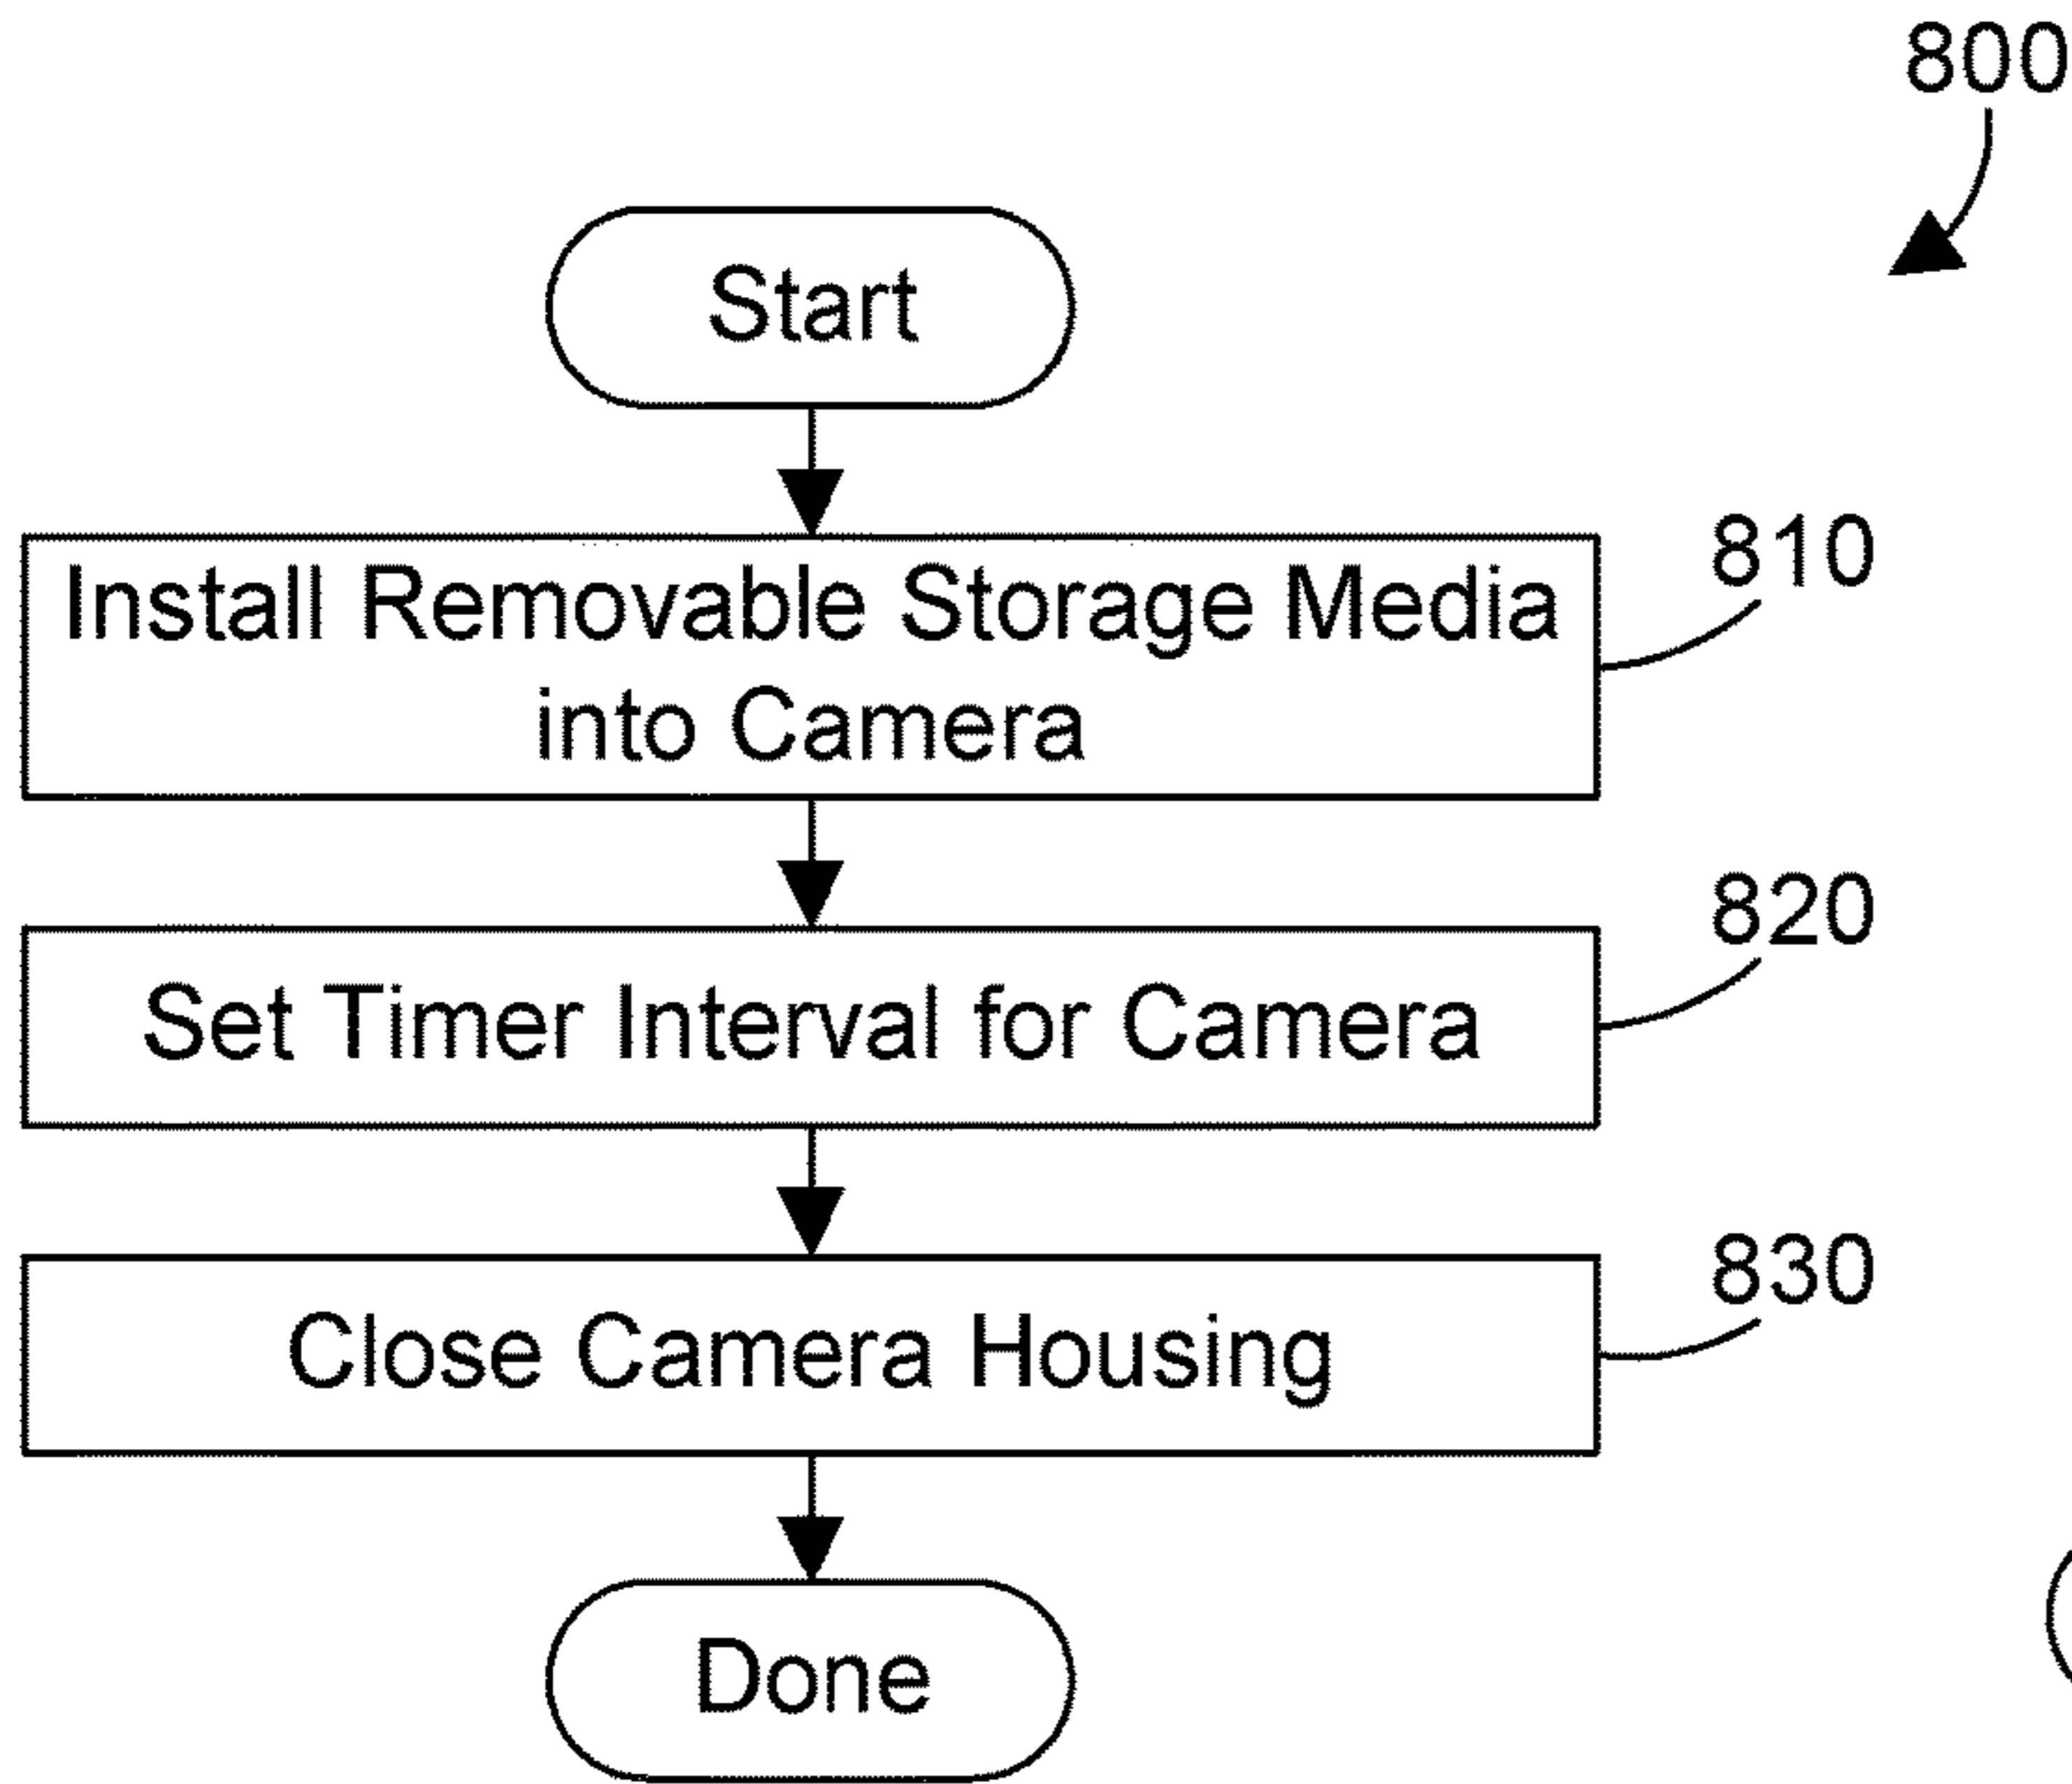 800
Start
Install Removable Storage Media
into Camera
810
Set Timer Interval for Camera
820
Close Camera Housing
830
Done